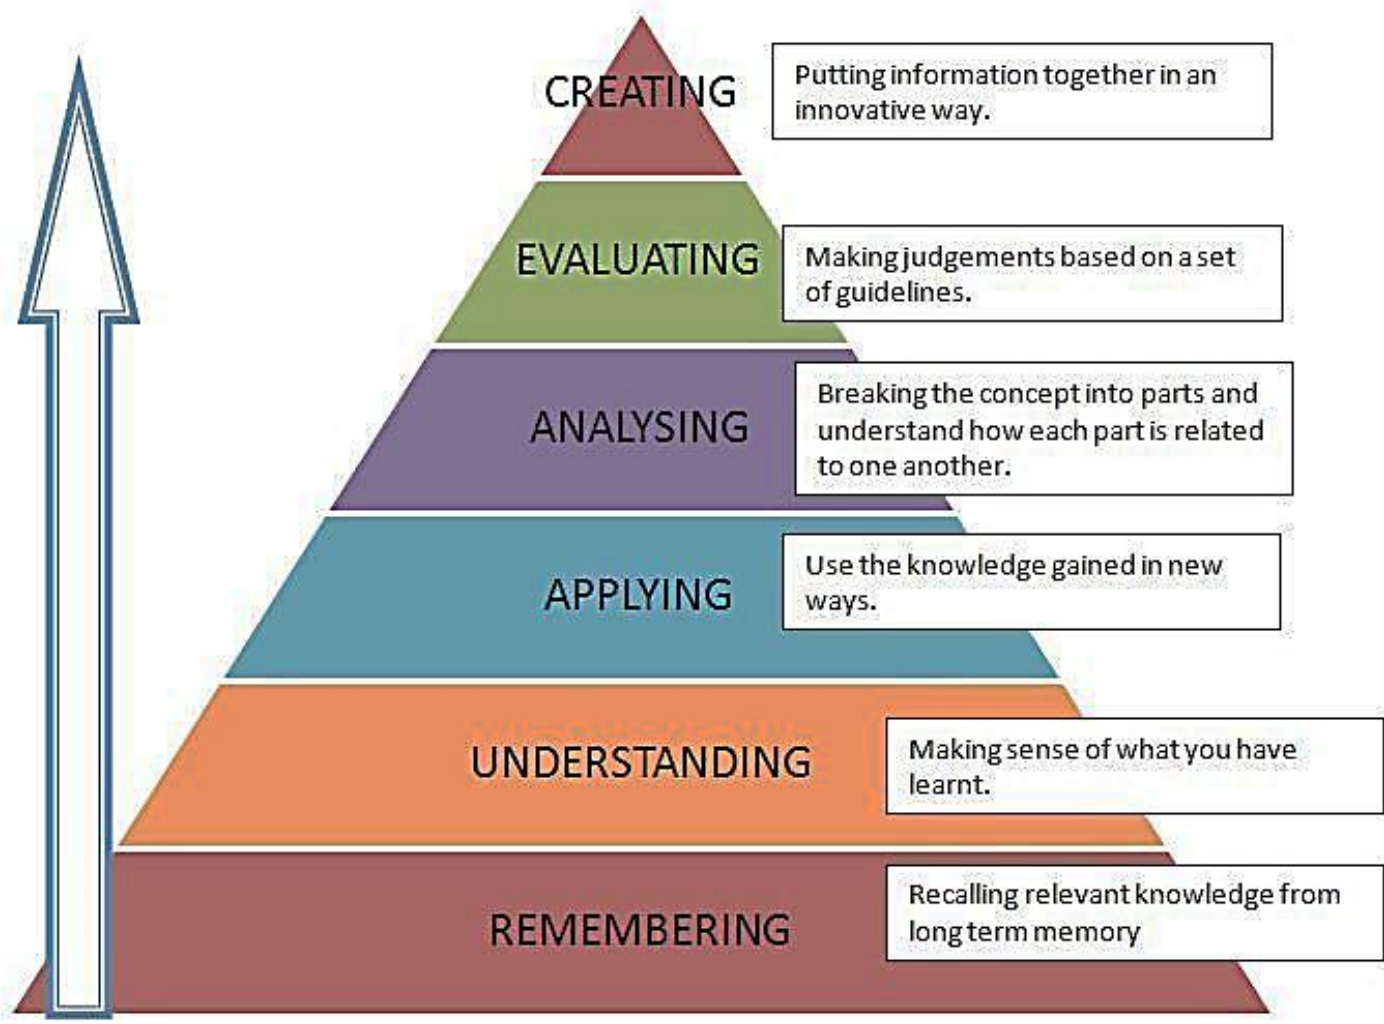 CREATING
Putting information together in an
innovative way.
EVALUATING
Making judgements based on a set
of guidelines.
ANALYSING
Breaking the concept into parts and
understand how each part is related
to one another.
APPLYING
Use the knowledge gained in new
ways.
UNDERSTANDING
Making sense of what you have
learnt.
REMEMBERING
Recalling relevant knowledge from
long term memory